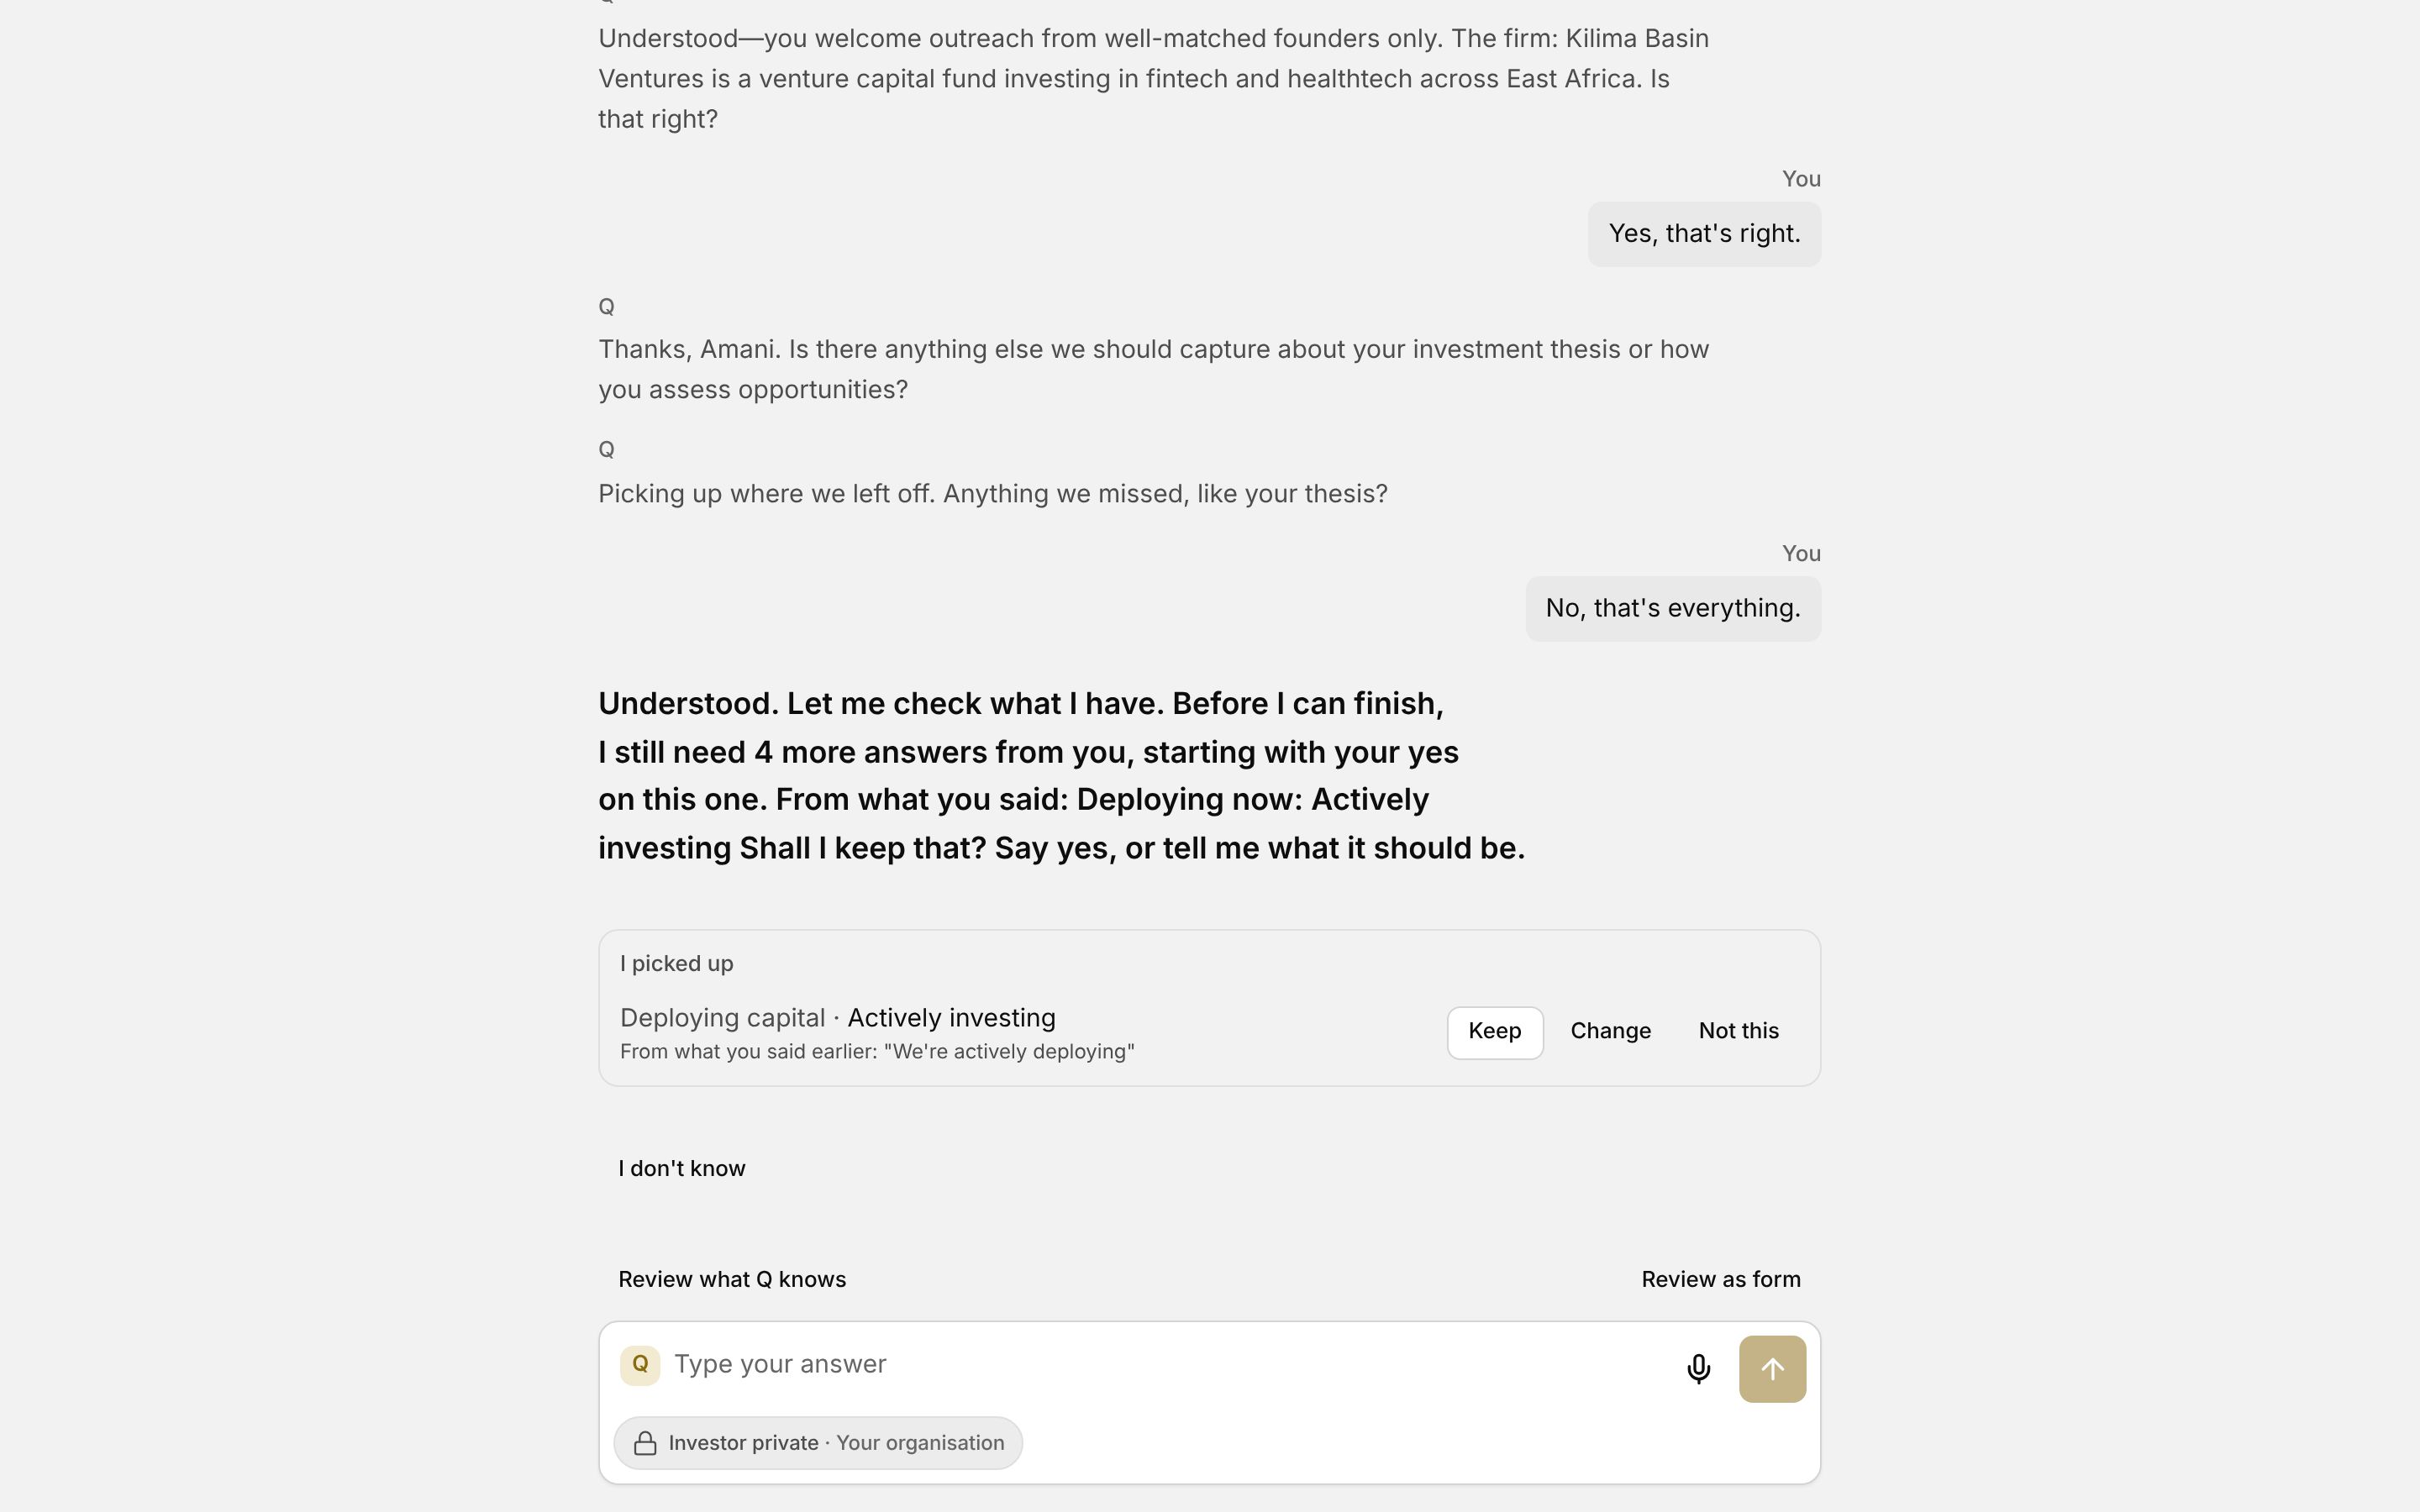 Understood—you welcome outreach from well-matched founders only. The firm: Kilima Basin
Ventures is a venture capital fund investing in fintech and healthtech across East Africa. Is
that right?
You
Yes, that's right.
Q
Thanks, Amani. Is there anything else we should capture about your investment thesis or how
you assess opportunities?
Q
Picking up where we left off. Anything we missed, like your thesis?
You
No, that's everything.
Understood. Let me check what I have. Before I can finish,
I still need 4 more answers from you, starting with your yes
on this one. From what you said: Deploying now: Actively
investing Shall I keep that? Say yes, or tell me what it should be.
I picked up
Deploying capital · Actively investing
From what you said earlier: "We're actively deploying"
Keep
Change
Not this
I don't know
Review what Q knows
Review as form
Q
Type your answer
Investor private · Your organisation